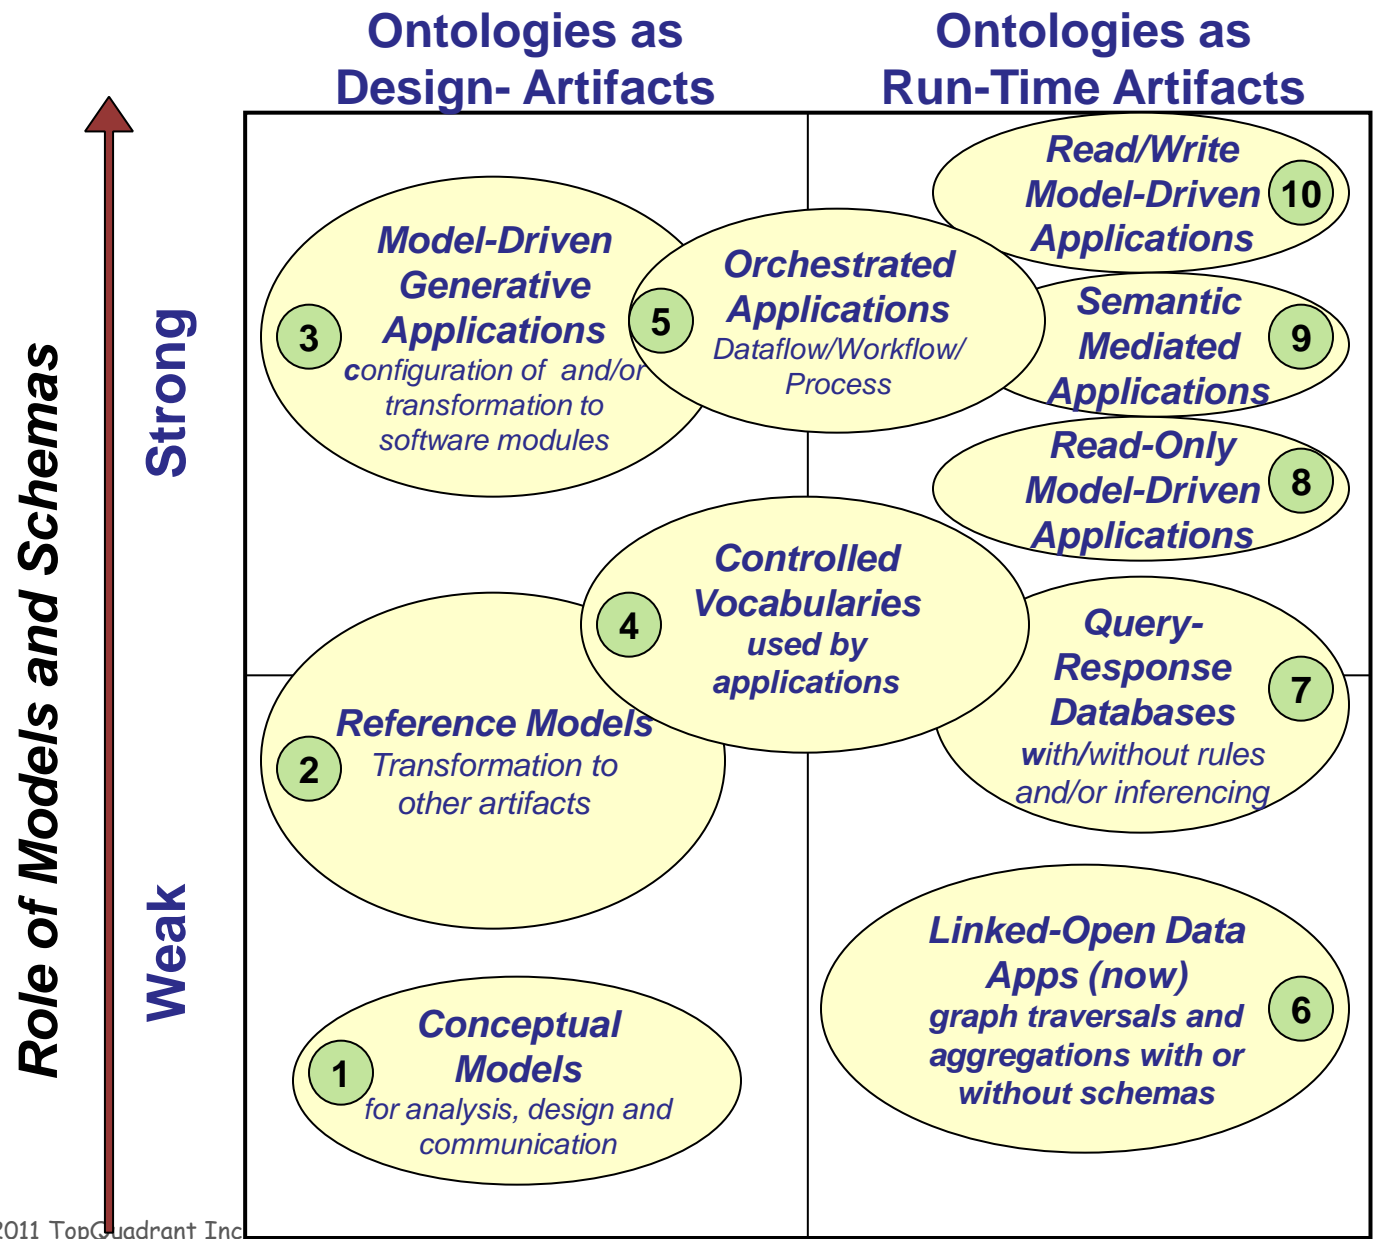 Ontologies as
Design- Artifacts
Ontologies as
Run-Time Artifacts
Role of Models and Schemas
Strong
Weak
Model-Driven
Generative
Applications
configuration of and/or
transformation to
software modules
3
Orchestrated
Applications
Dataflow/Workflow/
Process
5
Read/Write
Model-Driven
Applications
10
Semantic
Mediated
Applications
9
Read-Only
Model-Driven
Applications
8
Controlled
Vocabularies
used by
applications
4
Reference Models
Transformation to
other artifacts
2
Query-
Response
Databases
with/without rules
and/or inferencing
7
Conceptual
Models
for analysis, design and
communication
1
Linked-Open Data
Apps (now)
graph traversals and
aggregations with or
without schemas
6
2011 TopQuadrant Inc